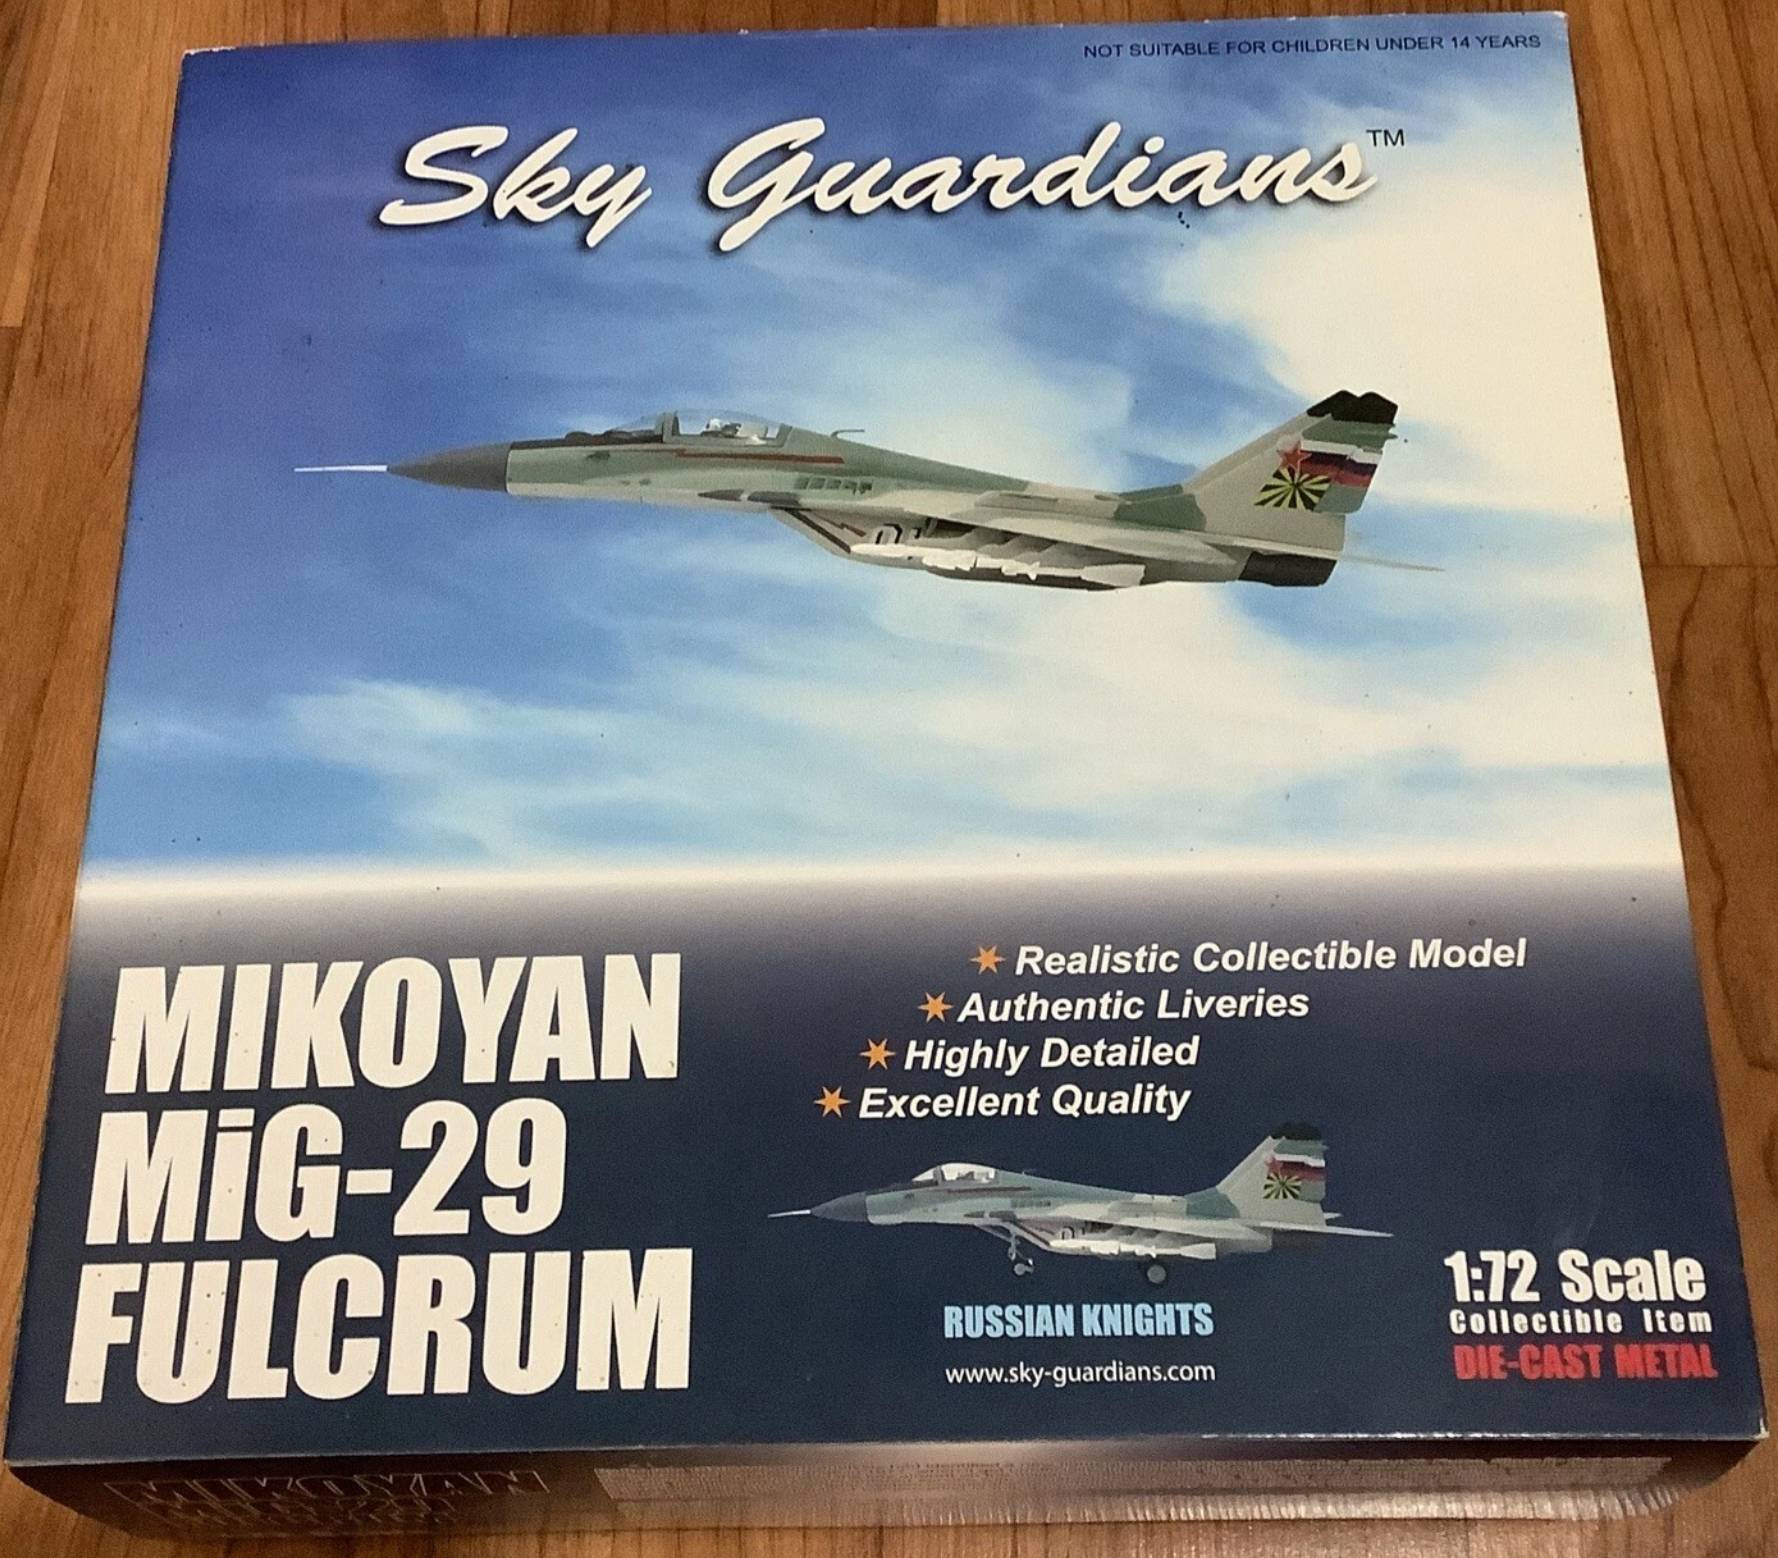 NOT SUITABLE FOR CHILDREN UNDER 14 YEARS
Sky Guardians™
MIKOYAN
MiG-29
FULCRUM
Realistic Collectible Model
Authentic Liveries
Highly Detailed
Excellent Quality
RUSSIAN KNIGHTS
www.sky-guardians.com
1:72 Scale
Collectible Item
DIE-CAST METAL
MIKOYAN